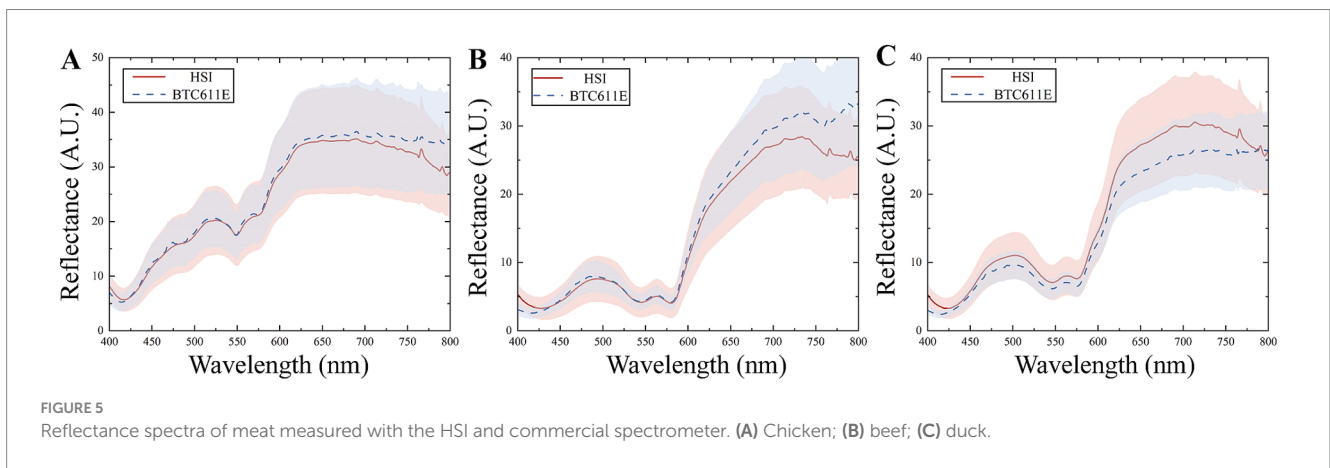 A
B
C
HSI
BTC611E
HSI
BTC611E
HSI
BTC611E
Reflectance (A.U.)
Reflectance (A.U.)
Reflectance (A.U.)
50
40
30
20
10
0
40
30
20
10
0
40
30
20
10
0
400 450 500 550 600 650 700 750 800
400 450 500 550 600 650 700 750 800
400 450 500 550 600 650 700 750 800
Wavelength (nm)
Wavelength (nm)
Wavelength (nm)
FIGURE 5
Reflectance spectra of meat measured with the HSI and commercial spectrometer. (A) Chicken; (B) beef; (C) duck.